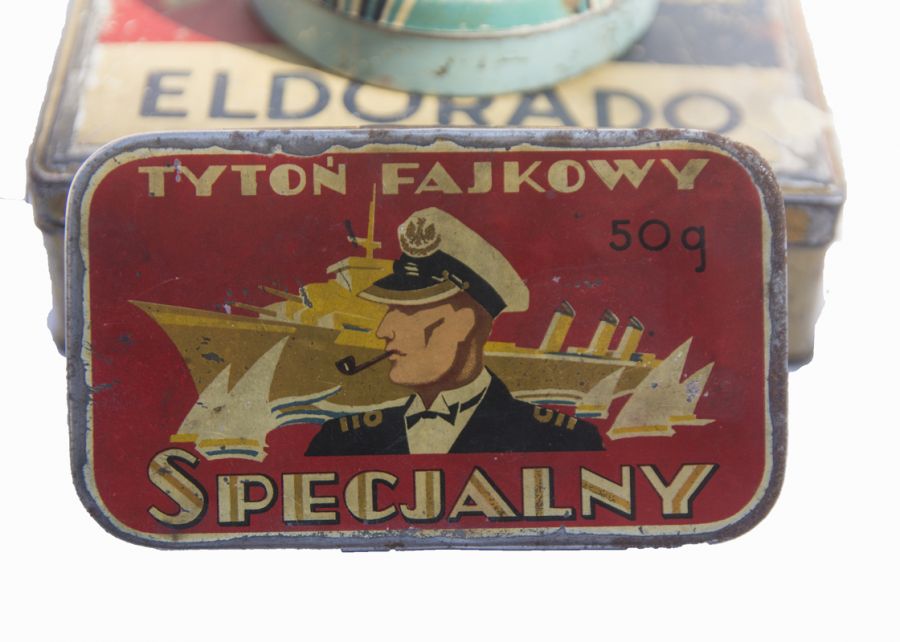 ELDORADO
TYTOŃ FAJKOWY
50g
SPECJALNY